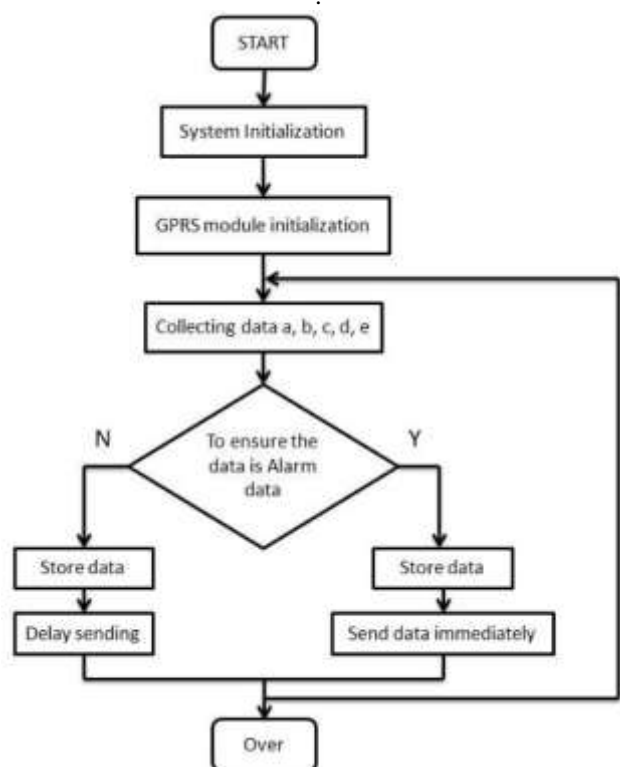 START
System Initialization
GPRS module initialization
Collecting data a, b, c, d, e
N
To ensure the
data is Alarm
data
Y
Store data
Store data
Delay sending
Send data immediately
Over